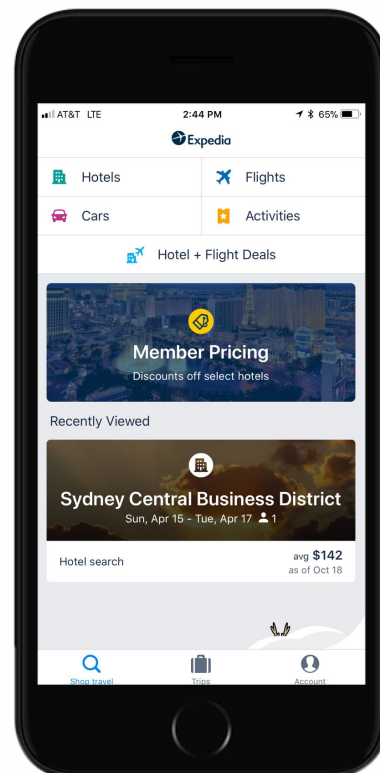 AT&T LTE 2:44 PM 65%
Expedia
Hotels
Flights
Cars
Activities
Hotel + Flight Deals
Member Pricing
Discounts off select hotels
Recently Viewed
Sydney Central Business District
Sun, Apr 15 - Tue, Apr 17 1
Hotel search
avg $142
as of Oct 18
Shop travel
Trips
Account